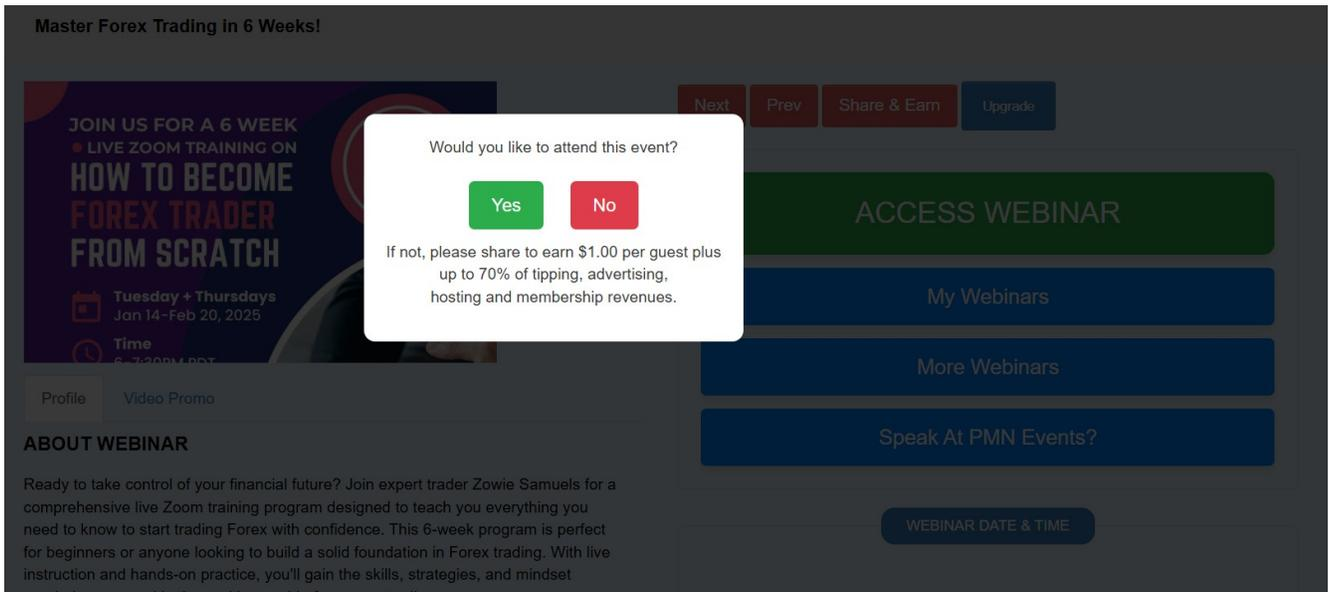 Master Forex Trading in 6 Weeks!
JOIN US FOR A 6 WEEK
LIVE ZOOM TRAINING ON
HOW TO BECOME
FOREX TRADER
FROM SCRATCH
Tuesday + Thursdays
Jan 14-Feb 20, 2025
Time
6-7:30PM PDT
Next Prev Share & Earn Upgrade
Would you like to attend this event?
Yes No
If not, please share to earn $1.00 per guest plus
up to 70% of tipping, advertising,
hosting and membership revenues.
ACCESS WEBINAR
My Webinars
More Webinars
Speak At PMN Events?
WEBINAR DATE & TIME
Profile Video Promo
ABOUT WEBINAR
Ready to take control of your financial future? Join expert trader Zowie Samuels for a
comprehensive live Zoom training program designed to teach you everything you
need to know to start trading Forex with confidence. This 6-week program is perfect
for beginners or anyone looking to build a solid foundation in Forex trading. With live
instruction and hands-on practice, you'll gain the skills, strategies, and mindset